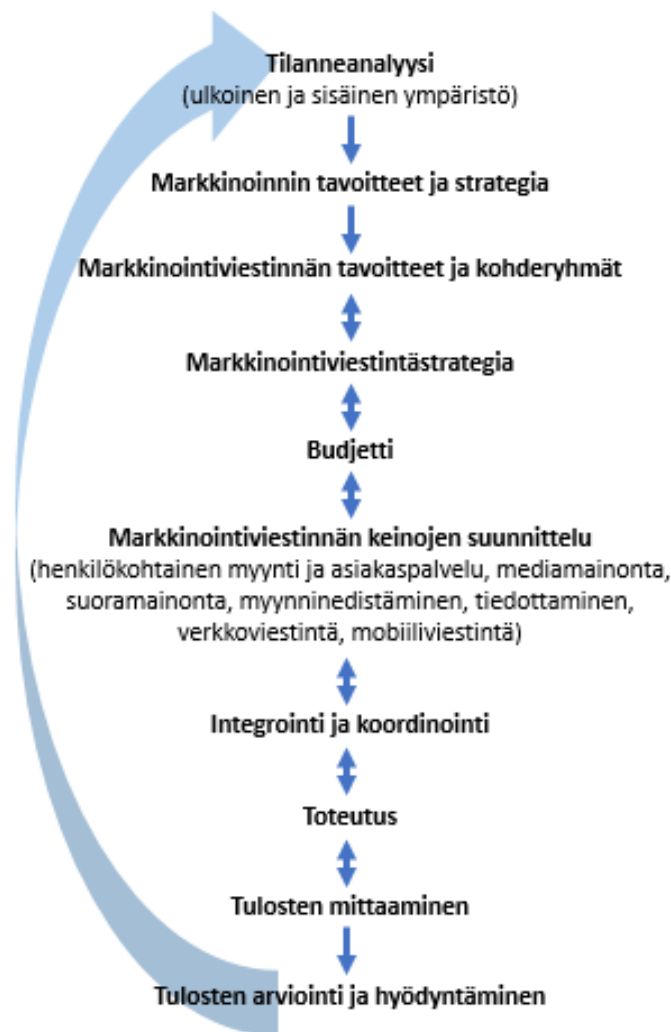 Tilanneanalyysi
(ulkoinen ja sisäinen ympäristö)
Markkinoinnin tavoitteet ja strategia
Markkinointiviestinnän tavoitteet ja kohderyhmät
Markkinointiviestintästrategia
Budjetti
Markkinointiviestinnän keinojen suunnittelu
(henkilökohtainen myynti ja asiakaspalvelu, mediamainonta,
suoramainonta, myynninedistäminen, tiedottaminen,
verkkoviestintä, mobiiliviestintä)
Integrointi ja koordinointi
Toteutus
Tulosten mittaaminen
Tulosten arviointi ja hyödyntäminen